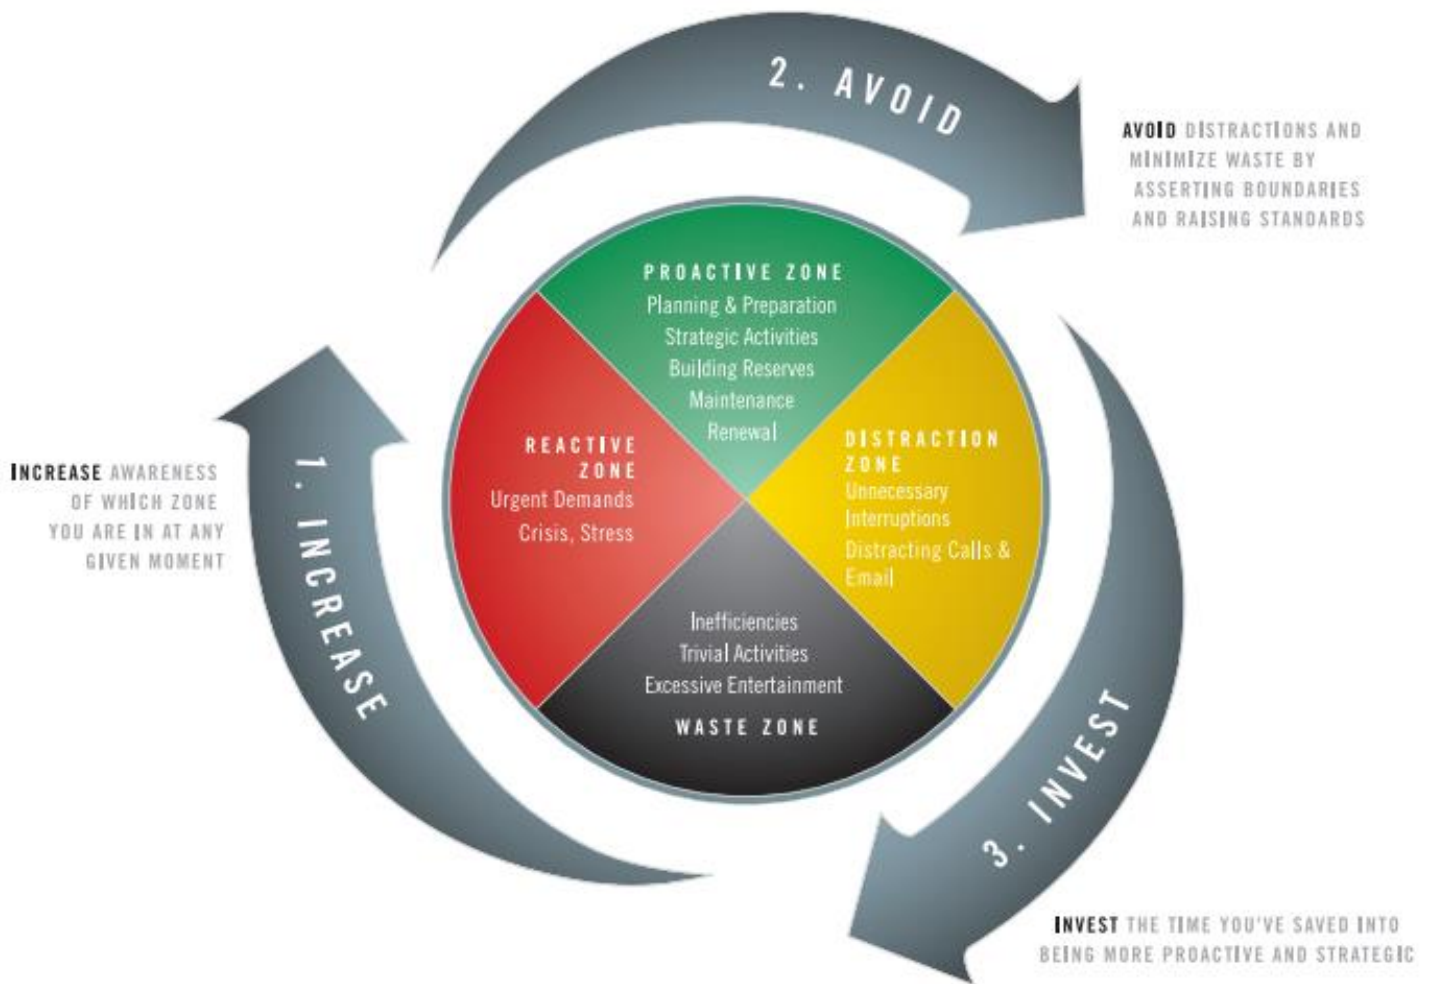 2. AVOID
AVOID DISTRACTIONS AND
MINIMIZE WASTE BY
ASSERTING BOUNDARIES
AND RAISING STANDARDS
PROACTIVE ZONE
Planning & Preparation
Strategic Activities
Building Reserves
Maintenance
Renewal
REACTIVE
ZONE
Urgent Demands
Crisis, Stress
DISTRACTION
ZONE
Unnecessary
Interruptions
Distracting Calls &
Email
Inefficiencies
Trivial Activities
Excessive Entertainment
WASTE ZONE
1. INCREASE
INCREASE AWARENESS
OF WHICH ZONE
YOU ARE IN AT ANY
GIVEN MOMENT
3. INVEST
INVEST THE TIME YOU'VE SAVED INTO
BEING MORE PROACTIVE AND STRATEGIC